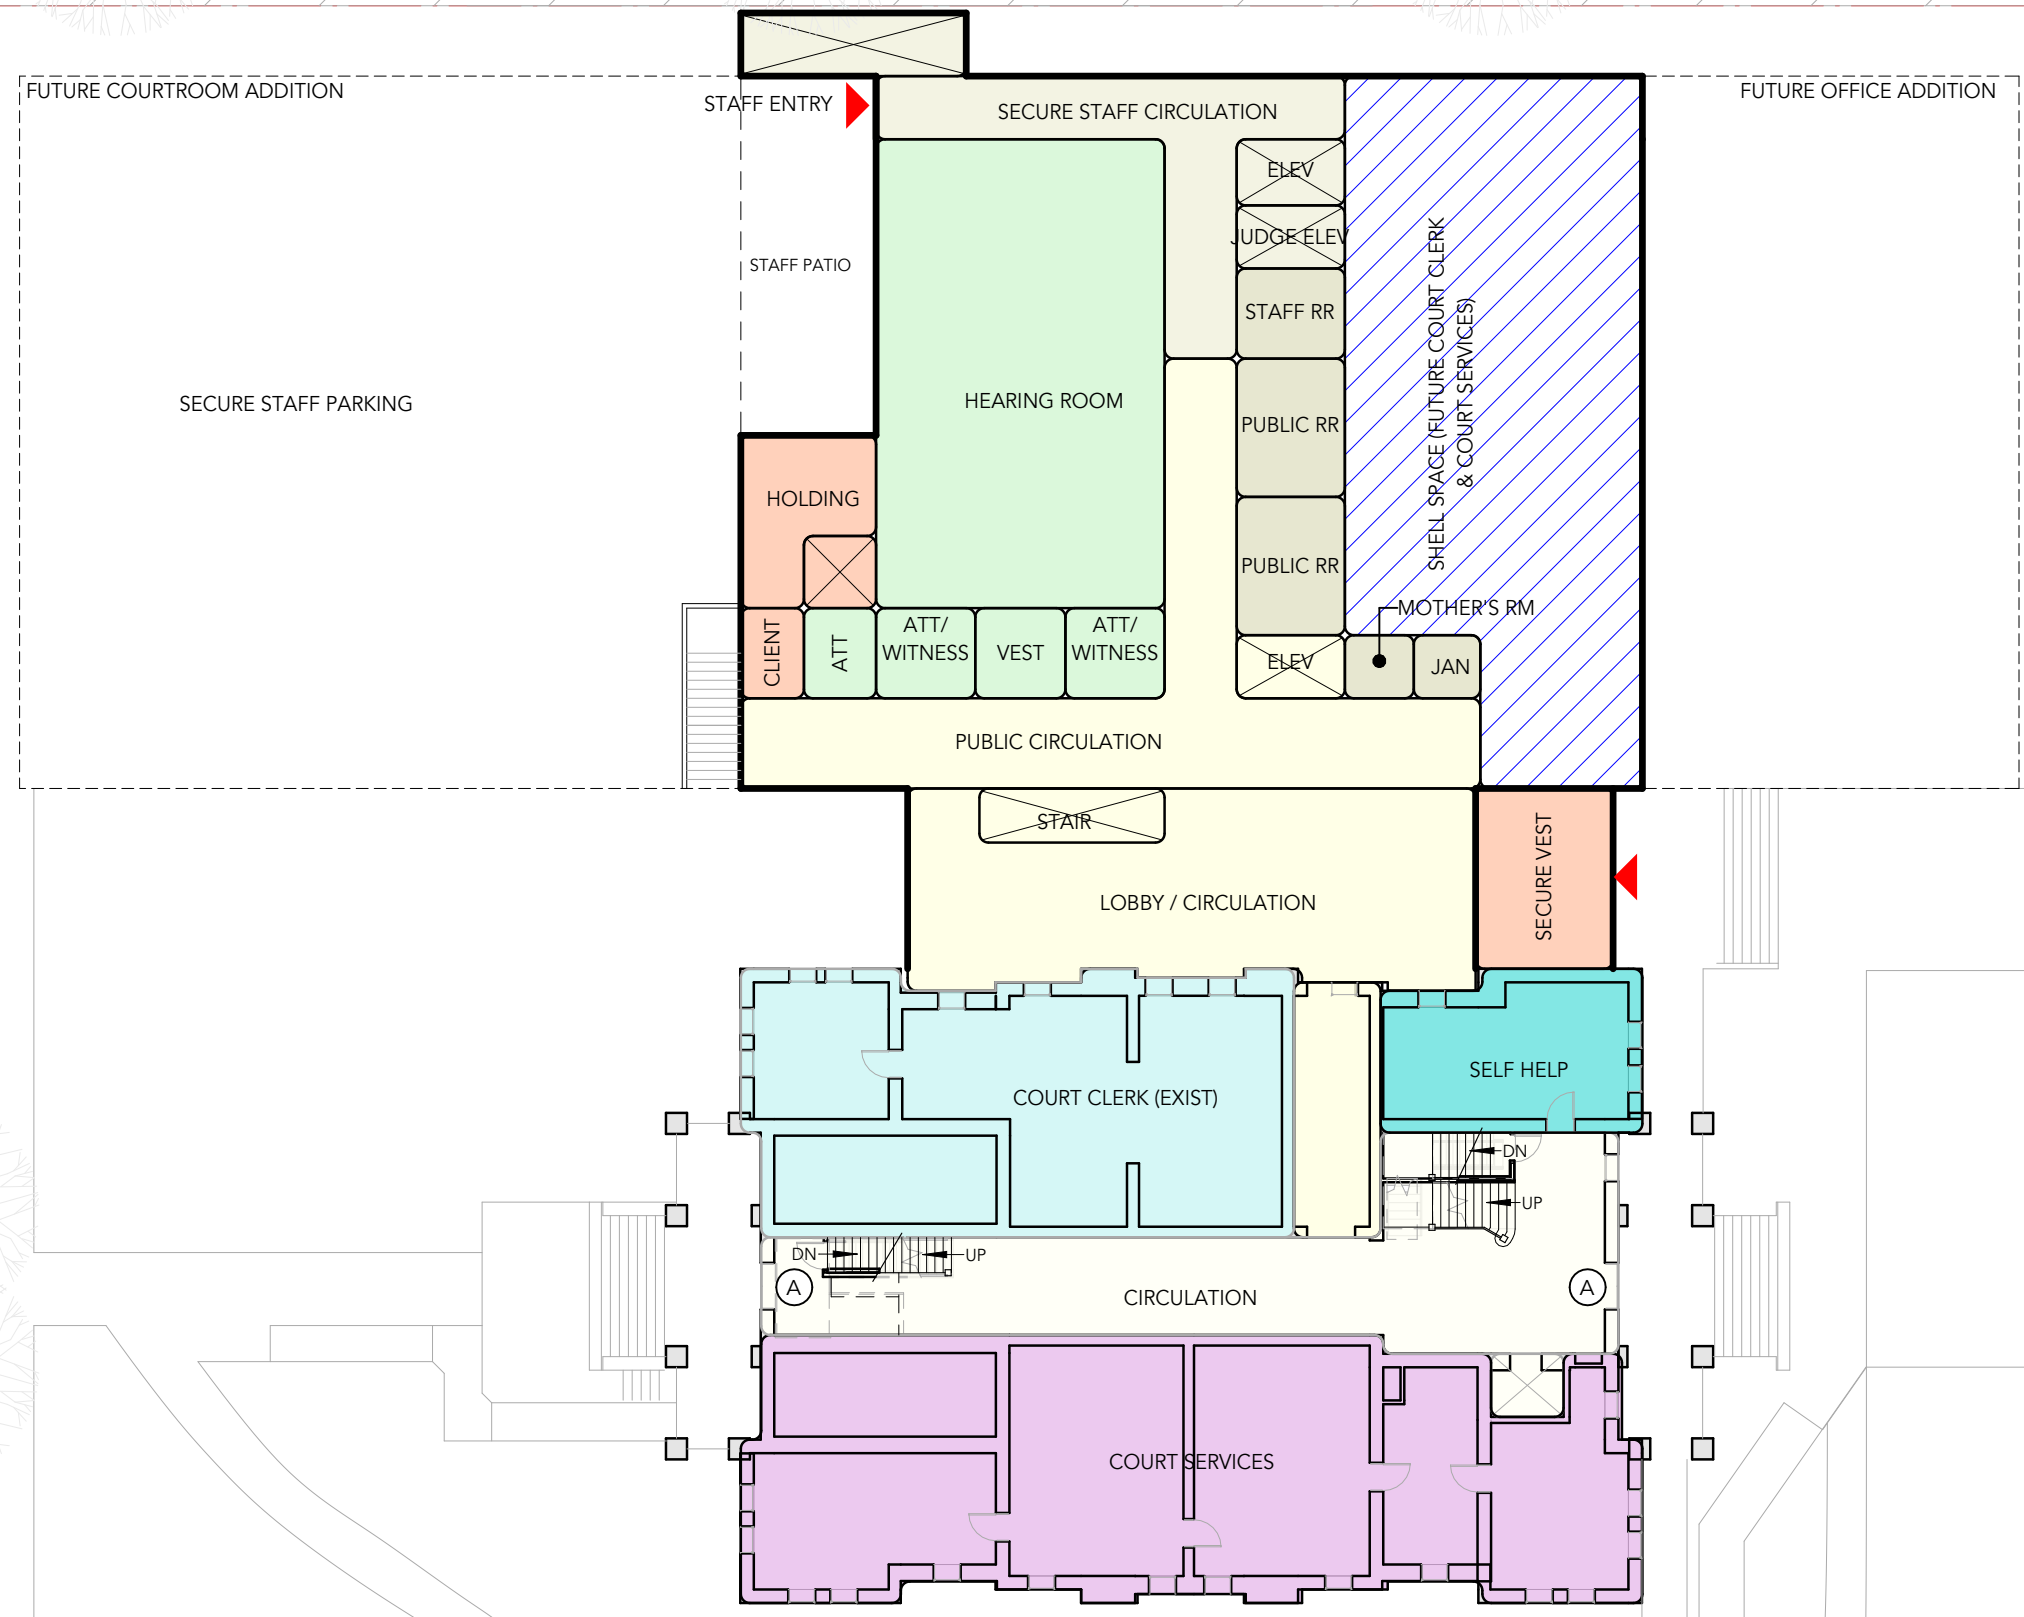 FUTURE COURTROOM ADDITION
STAFF ENTRY
SECURE STAFF CIRCULATION
FUTURE OFFICE ADDITION
ELEV
JUDGE ELEV
STAFF PATIO
STAFF RR
SHELL SPACE (FUTURE COURT CLERK
& COURT SERVICES)
SECURE STAFF PARKING
HEARING ROOM
PUBLIC RR
HOLDING
PUBLIC RR
MOTHER'S RM
CLIENT
ATT
ATT/
WITNESS
VEST
ATT/
WITNESS
ELEV
JAN
PUBLIC CIRCULATION
STAIR
SECURE VEST
LOBBY / CIRCULATION
SELF HELP
COURT CLERK (EXIST)
DN
UP
DN
UP
A
A
CIRCULATION
COURT SERVICES